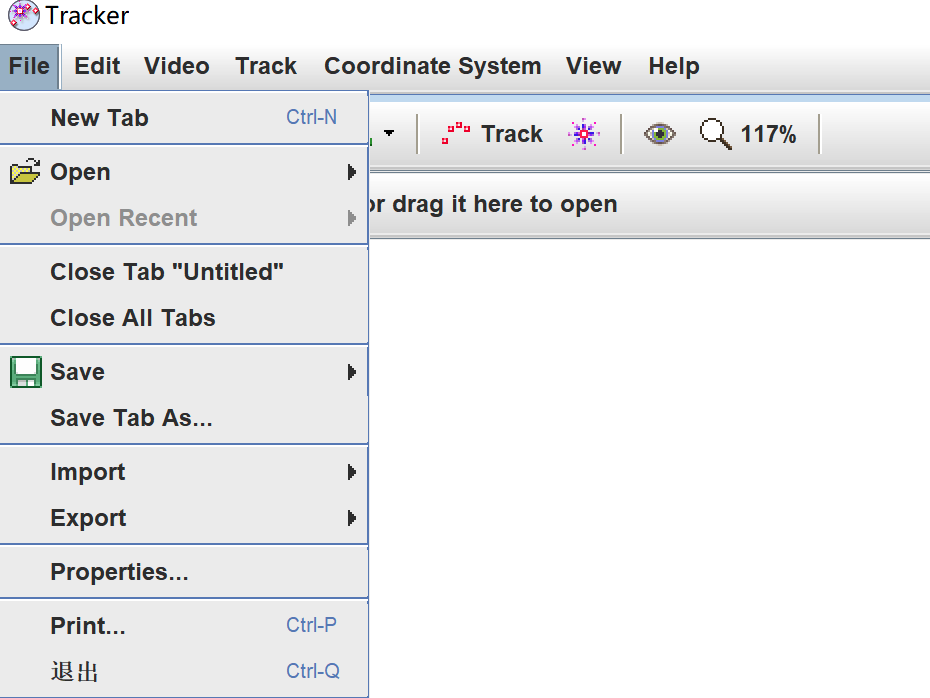 Tracker
File Edit Video Track Coordinate System View Help
New Tab Ctrl-N
Track 117%
Open
or drag it here to open
Open Recent
Close Tab "Untitled"
Close All Tabs
Save
Save Tab As...
Import
Export
Properties...
Print... Ctrl-P
退出 Ctrl-Q